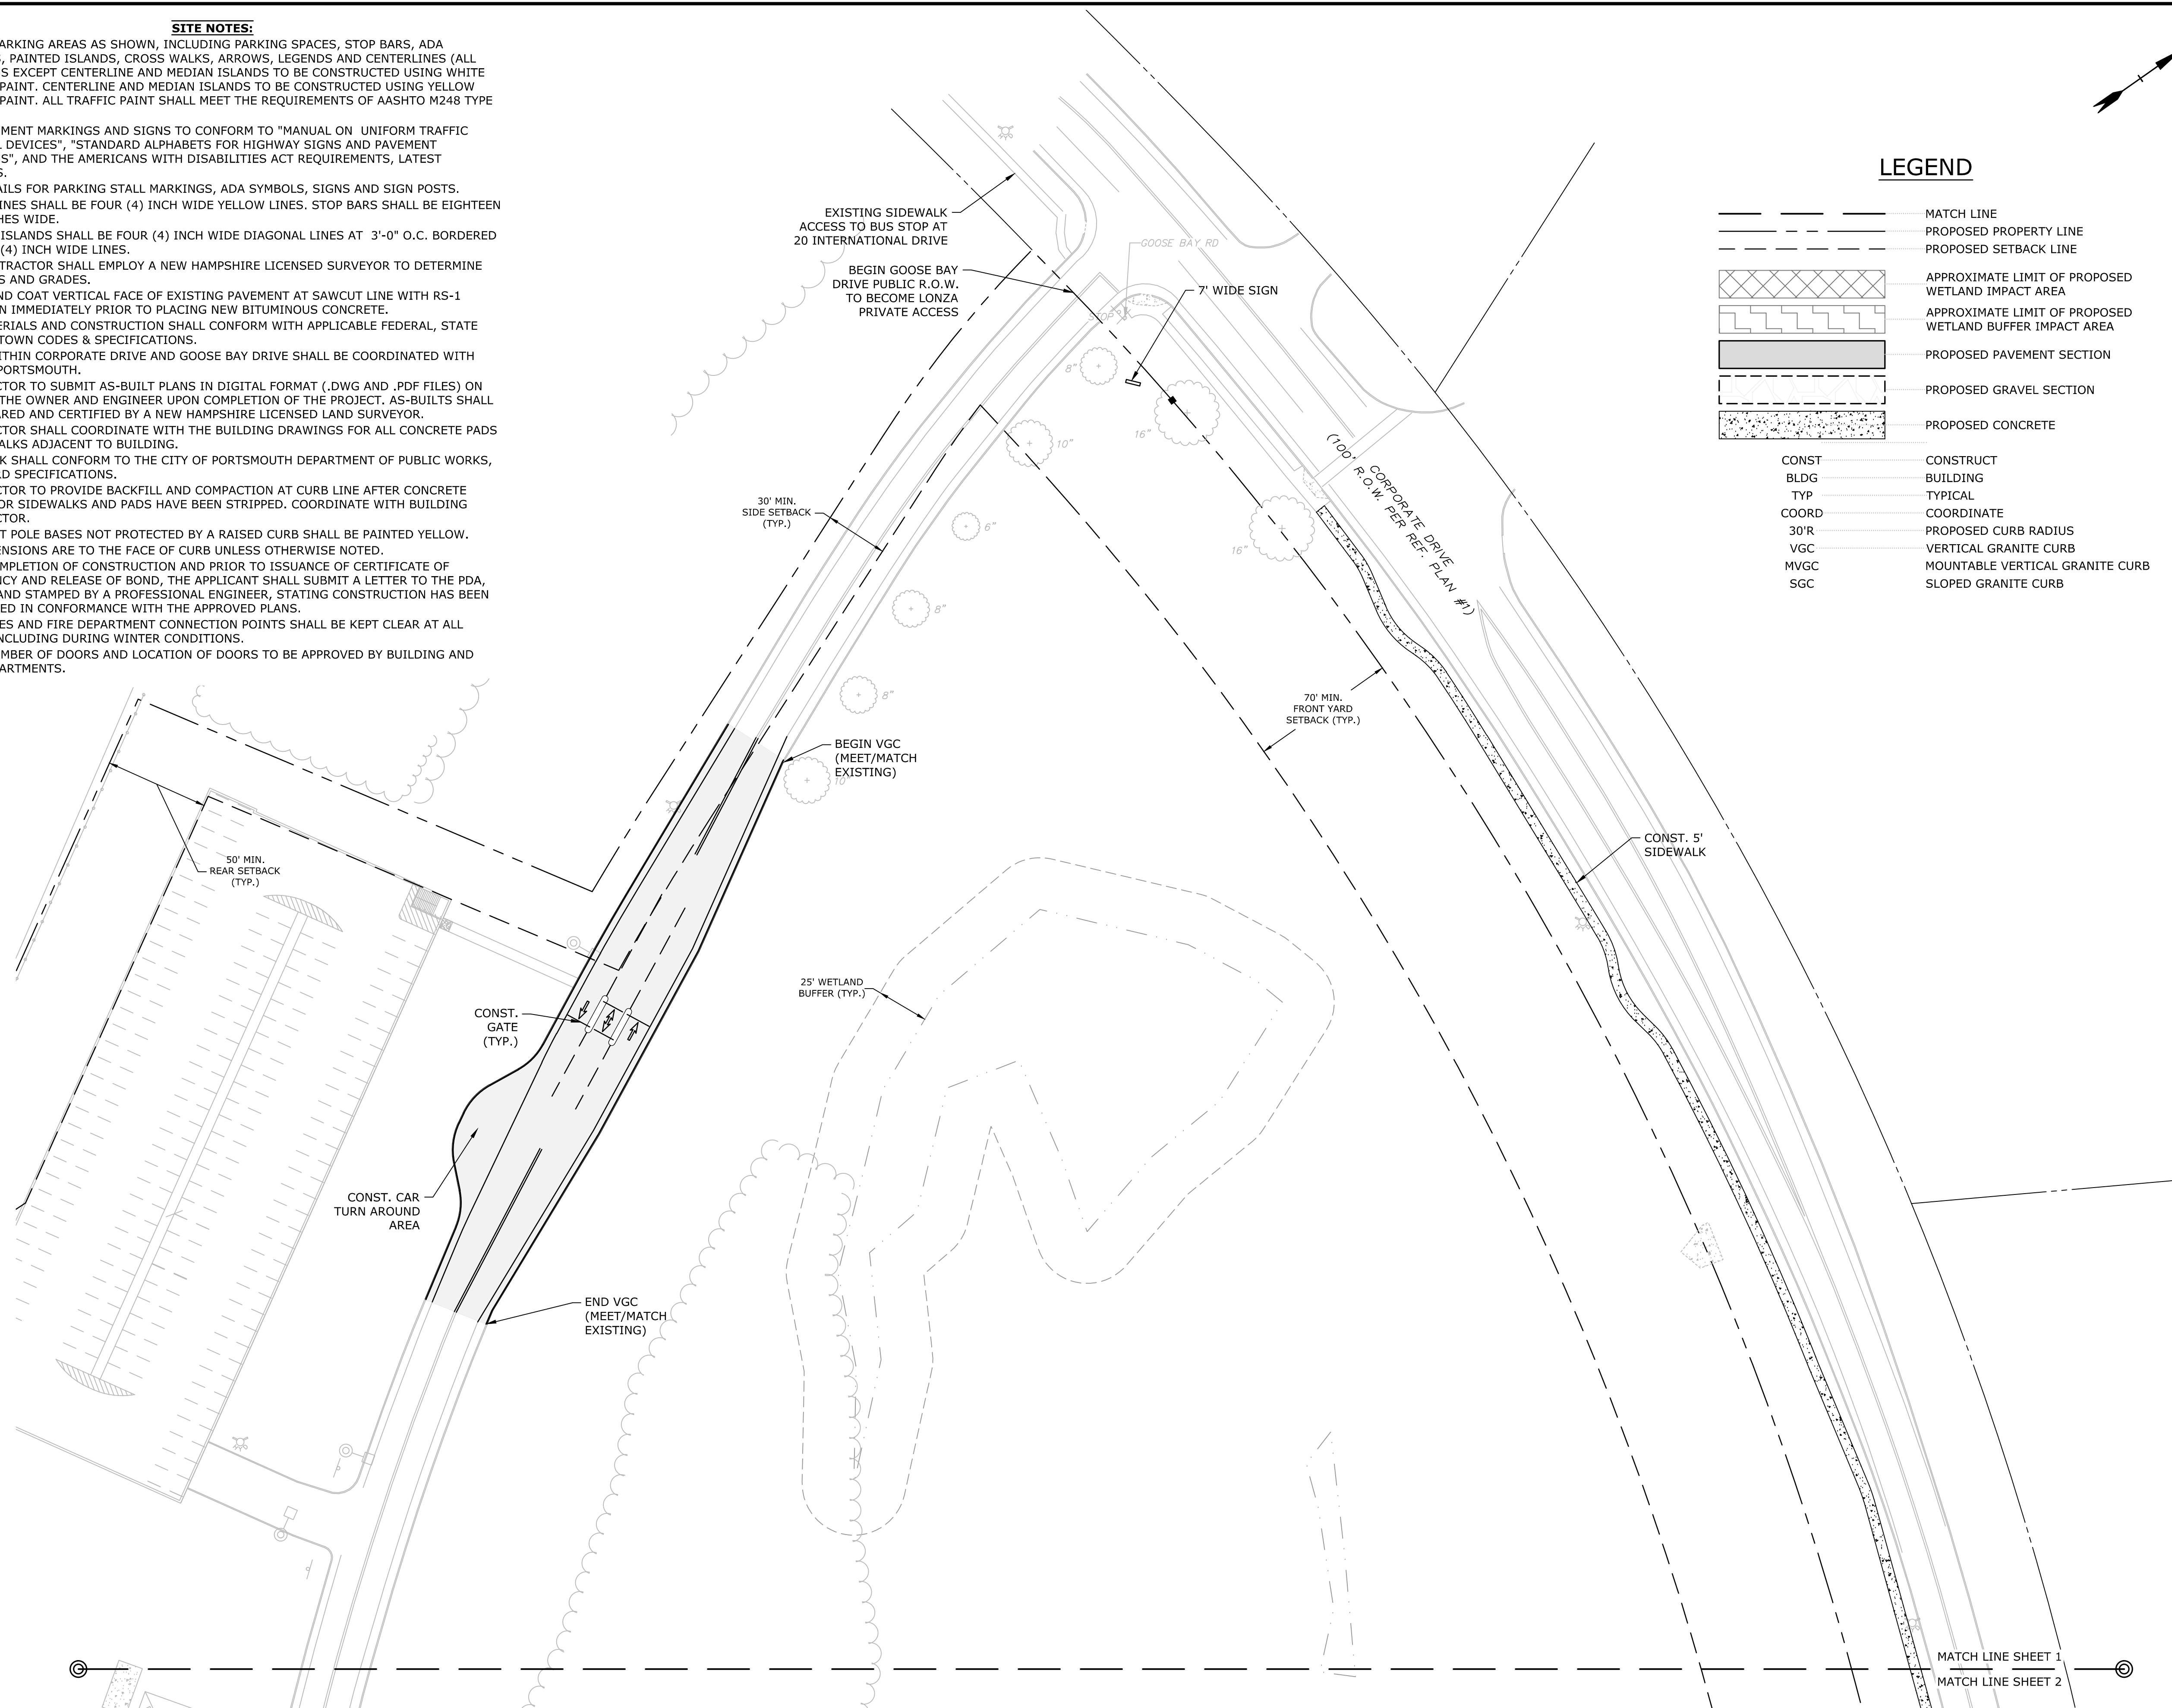 SITE NOTES:
ARKING AREAS AS SHOWN, INCLUDING PARKING SPACES, STOP BARS, ADA
, PAINTED ISLANDS, CROSS WALKS, ARROWS, LEGENDS AND CENTERLINES (ALL
S EXCEPT CENTERLINE AND MEDIAN ISLANDS TO BE CONSTRUCTED USING WHITE
PAINT. CENTERLINE AND MEDIAN ISLANDS TO BE CONSTRUCTED USING YELLOW
PAINT. ALL TRAFFIC PAINT SHALL MEET THE REQUIREMENTS OF AASHTO M248 TYPE
MENT MARKINGS AND SIGNS TO CONFORM TO "MANUAL ON UNIFORM TRAFFIC
L DEVICES", "STANDARD ALPHABETS FOR HIGHWAY SIGNS AND PAVEMENT
S", AND THE AMERICANS WITH DISABILITIES ACT REQUIREMENTS, LATEST
S.
AILS FOR PARKING STALL MARKINGS, ADA SYMBOLS, SIGNS AND SIGN POSTS.
INES SHALL BE FOUR (4) INCH WIDE YELLOW LINES. STOP BARS SHALL BE EIGHTEEN
HES WIDE.
ISLANDS SHALL BE FOUR (4) INCH WIDE DIAGONAL LINES AT 3'-0" O.C. BORDERED
(4) INCH WIDE LINES.
TRACTOR SHALL EMPLOY A NEW HAMPSHIRE LICENSED SURVEYOR TO DETERMINE
S AND GRADES.
ND COAT VERTICAL FACE OF EXISTING PAVEMENT AT SAWCUT LINE WITH RS-1
N IMMEDIATELY PRIOR TO PLACING NEW BITUMINOUS CONCRETE.
ERIALS AND CONSTRUCTION SHALL CONFORM WITH APPLICABLE FEDERAL, STATE
TOWN CODES & SPECIFICATIONS.
ITHIN CORPORATE DRIVE AND GOOSE BAY DRIVE SHALL BE COORDINATED WITH
PORTSMOUTH.
CTOR TO SUBMIT AS-BUILT PLANS IN DIGITAL FORMAT (.DWG AND .PDF FILES) ON
THE OWNER AND ENGINEER UPON COMPLETION OF THE PROJECT. AS-BUILTS SHALL
ARED AND CERTIFIED BY A NEW HAMPSHIRE LICENSED LAND SURVEYOR.
CTOR SHALL COORDINATE WITH THE BUILDING DRAWINGS FOR ALL CONCRETE PADS
ALKS ADJACENT TO BUILDING.
K SHALL CONFORM TO THE CITY OF PORTSMOUTH DEPARTMENT OF PUBLIC WORKS,
RD SPECIFICATIONS.
CTOR TO PROVIDE BACKFILL AND COMPACTION AT CURB LINE AFTER CONCRETE
OR SIDEWALKS AND PADS HAVE BEEN STRIPPED. COORDINATE WITH BUILDING
CTOR.
T POLE BASES NOT PROTECTED BY A RAISED CURB SHALL BE PAINTED YELLOW.
ENSIONS ARE TO THE FACE OF CURB UNLESS OTHERWISE NOTED.
MPLETION OF CONSTRUCTION AND PRIOR TO ISSUANCE OF CERTIFICATE OF
NCY AND RELEASE OF BOND, THE APPLICANT SHALL SUBMIT A LETTER TO THE PDA,
AND STAMPED BY A PROFESSIONAL ENGINEER, STATING CONSTRUCTION HAS BEEN
ED IN CONFORMANCE WITH THE APPROVED PLANS.
ES AND FIRE DEPARTMENT CONNECTION POINTS SHALL BE KEPT CLEAR AT ALL
NCLUDING DURING WINTER CONDITIONS.
MBER OF DOORS AND LOCATION OF DOORS TO BE APPROVED BY BUILDING AND
ARTMENTS.
LEGEND
MATCH LINE
PROPOSED PROPERTY LINE
PROPOSED SETBACK LINE
APPROXIMATE LIMIT OF PROPOSED
WETLAND IMPACT AREA
APPROXIMATE LIMIT OF PROPOSED
WETLAND BUFFER IMPACT AREA
PROPOSED PAVEMENT SECTION
PROPOSED GRAVEL SECTION
PROPOSED CONCRETE
CONST CONSTRUCT
BLDG BUILDING
TYP TYPICAL
COORD COORDINATE
30'R PROPOSED CURB RADIUS
VGC VERTICAL GRANITE CURB
MVGC MOUNTABLE VERTICAL GRANITE CURB
SGC SLOPED GRANITE CURB
EXISTING SIDEWALK
ACCESS TO BUS STOP AT
20 INTERNATIONAL DRIVE
GOOSE BAY RD
BEGIN GOOSE BAY
DRIVE PUBLIC R.O.W.
TO BECOME LONZA
PRIVATE ACCESS
7' WIDE SIGN
STOP
8"
16"
10"
CORPORATE DRIVE
(100' R.O.W. PER REF. PLAN #1)
30' MIN.
SIDE SETBACK
(TYP.)
6"
16"
8"
8"
70' MIN.
FRONT YARD
SETBACK (TYP.)
BEGIN VGC
(MEET/MATCH
EXISTING)
10"
CONST. 5'
SIDEWALK
50' MIN.
REAR SETBACK
(TYP.)
25' WETLAND
BUFFER (TYP.)
CONST.
GATE
(TYP.)
CONST. CAR
TURN AROUND
AREA
END VGC
(MEET/MATCH
EXISTING)
MATCH LINE SHEET 1
MATCH LINE SHEET 2